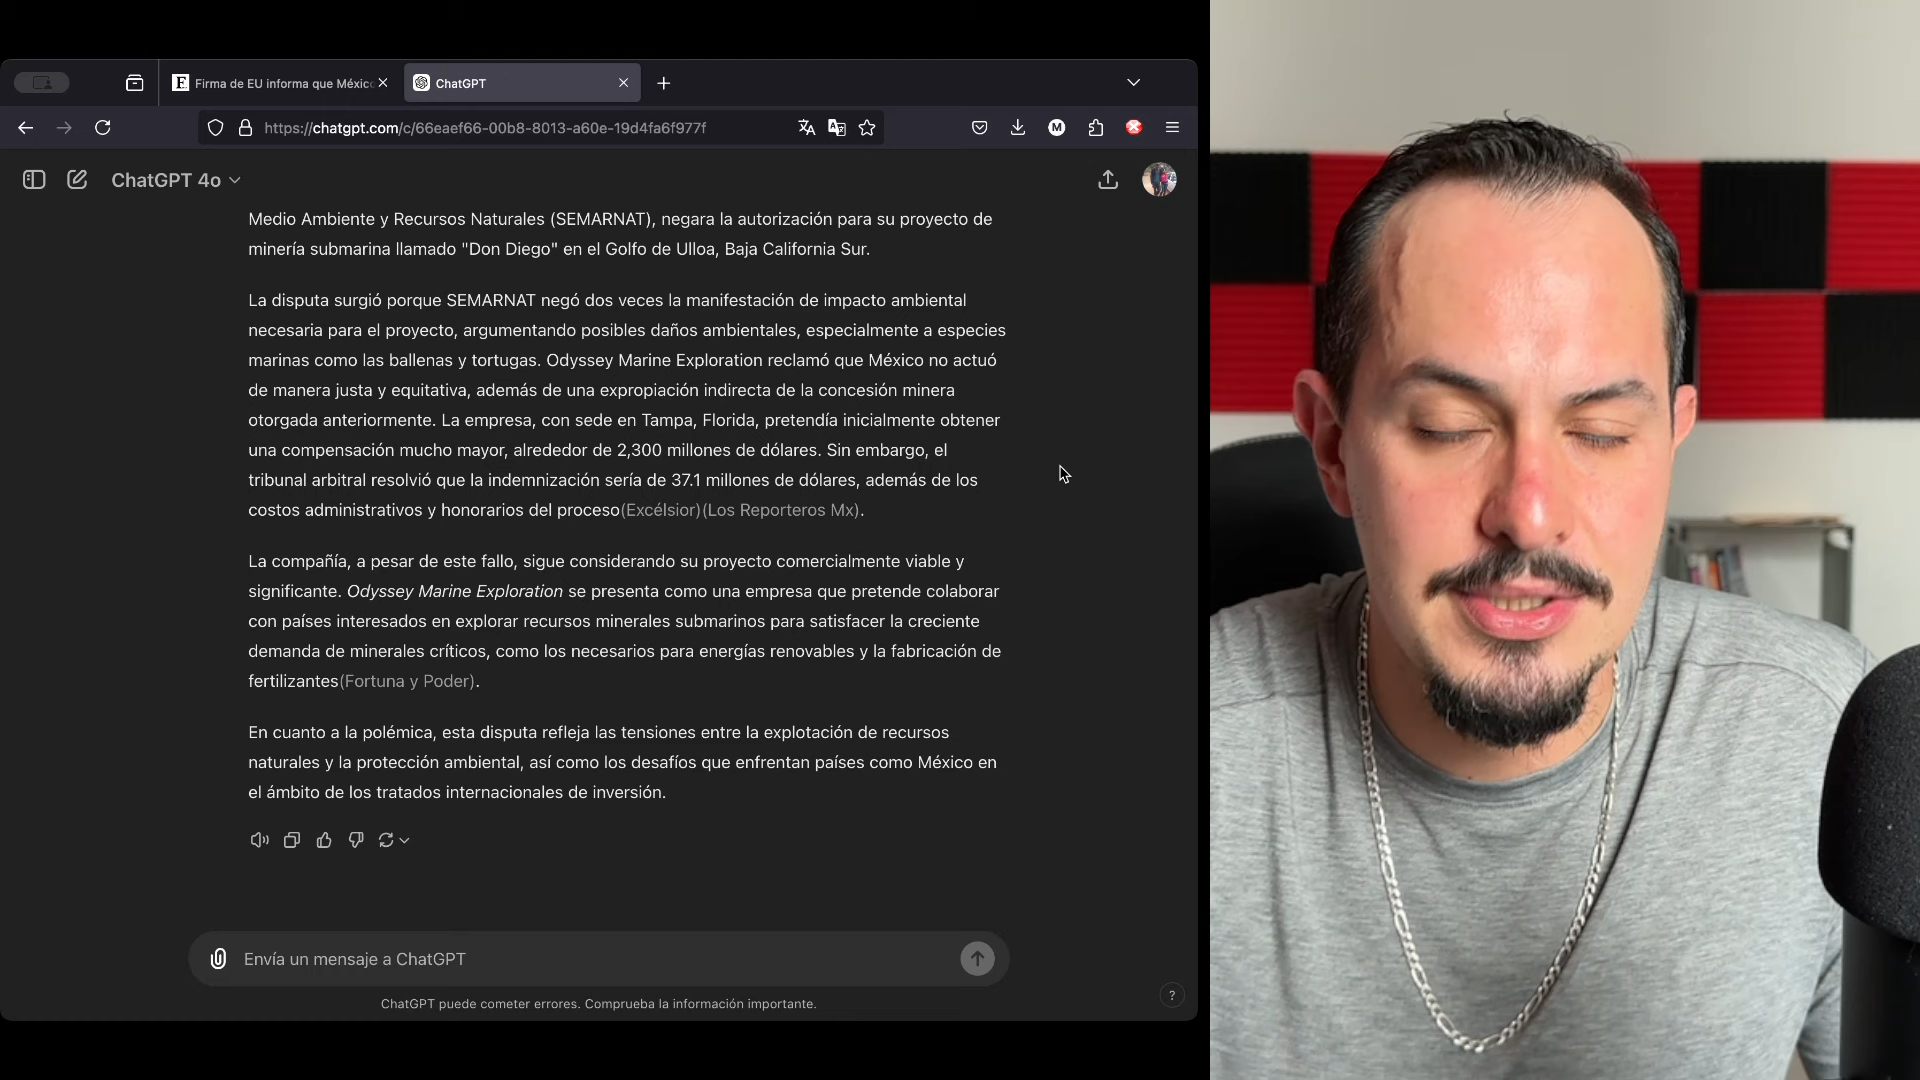 Firma de EU informa que México
ChatGPT
https://chatgpt.com/c/66eaef66-00b8-8013-a60e-19d4fa6f977f
M
ChatGPT 4o
Medio Ambiente y Recursos Naturales (SEMARNAT), negara la autorización para su proyecto de
minería submarina llamado "Don Diego" en el Golfo de Ulloa, Baja California Sur.
La disputa surgió porque SEMARNAT negó dos veces la manifestación de impacto ambiental
necesaria para el proyecto, argumentando posibles daños ambientales, especialmente a especies
marinas como las ballenas y tortugas. Odyssey Marine Exploration reclamó que México no actuó
de manera justa y equitativa, además de una expropiación indirecta de la concesión minera
otorgada anteriormente. La empresa, con sede en Tampa, Florida, pretendía inicialmente obtener
una compensación mucho mayor, alrededor de 2,300 millones de dólares. Sin embargo, el
tribunal arbitral resolvió que la indemnización sería de 37.1 millones de dólares, además de los
costos administrativos y honorarios del proceso(Excélsior)(Los Reporteros Mx).
La compañía, a pesar de este fallo, sigue considerando su proyecto comercialmente viable y
significante. Odyssey Marine Exploration se presenta como una empresa que pretende colaborar
con países interesados en explorar recursos minerales submarinos para satisfacer la creciente
demanda de minerales críticos, como los necesarios para energías renovables y la fabricación de
fertilizantes(Fortuna y Poder).
En cuanto a la polémica, esta disputa refleja las tensiones entre la explotación de recursos
naturales y la protección ambiental, así como los desafíos que enfrentan países como México en
el ámbito de los tratados internacionales de inversión.
Envía un mensaje a ChatGPT
ChatGPT puede cometer errores. Comprueba la información importante.
?